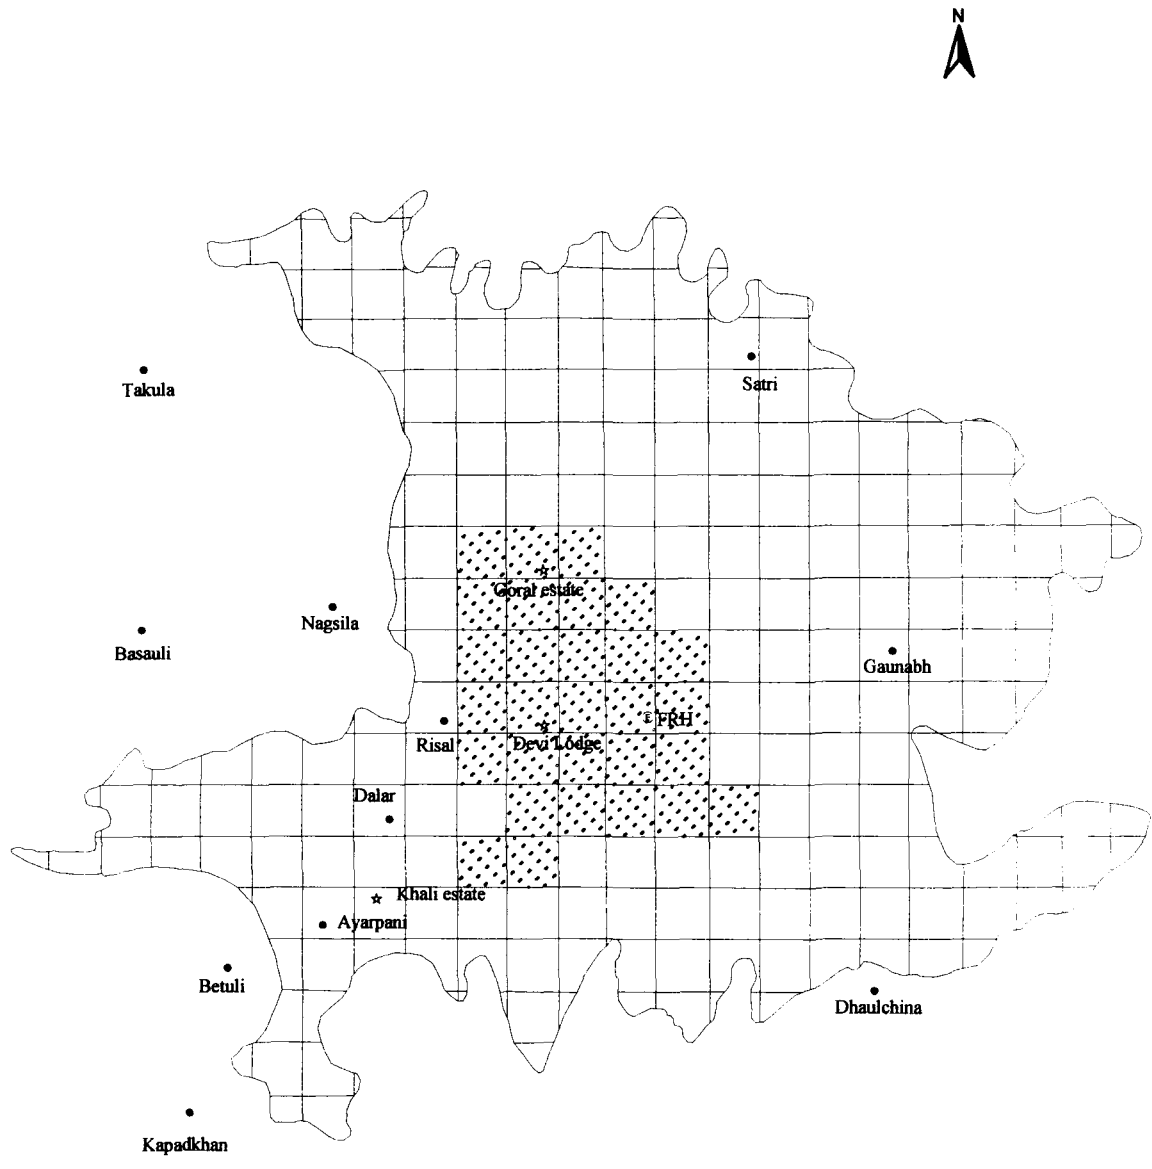 N
Takula
Satri
Goral estate
Nagsila
Basauli
Gaunabh
FRH
Risal
Devi Lodge
Dalar
Khali estate
Ayarpani
Betuli
Dhaulchina
Kapadkhan